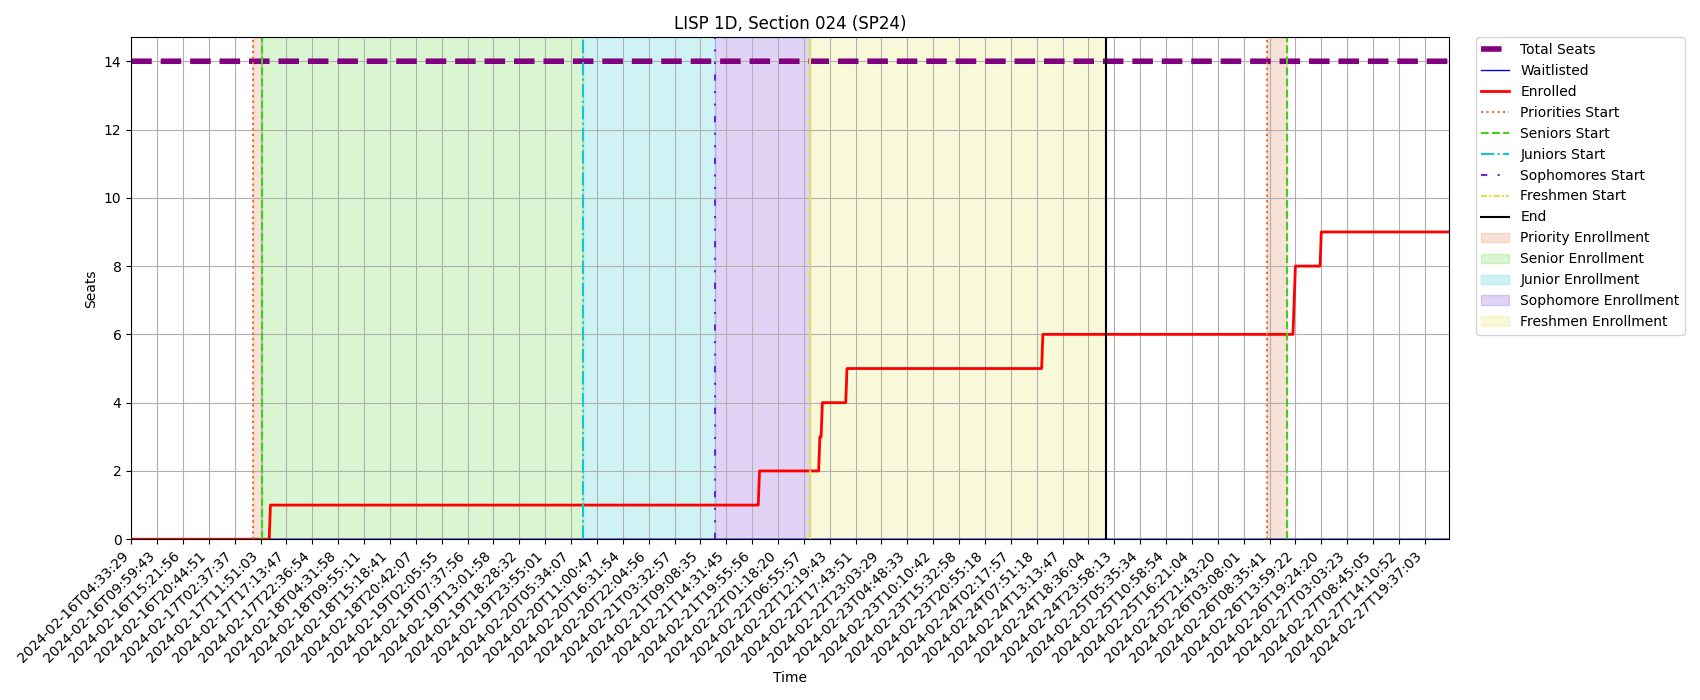 LISP 1D, Section 024 (SP24)
Seats
14
12
10
8
6
4
2
0
2024-02-16T04:33:29
2024-02-16T09:59:43
2024-02-16T15:21:56
2024-02-16T20:44:51
2024-02-17T02:37:37
2024-02-17T11:51:03
2024-02-17T17:13:47
2024-02-17T22:36:54
2024-02-18T04:31:58
2024-02-18T09:55:11
2024-02-18T15:18:41
2024-02-18T20:42:07
2024-02-19T02:05:55
2024-02-19T07:37:56
2024-02-19T13:01:58
2024-02-19T18:28:32
2024-02-19T23:55:01
2024-02-20T05:34:07
2024-02-20T11:00:47
2024-02-20T16:31:54
2024-02-20T22:04:56
2024-02-21T03:32:57
2024-02-21T09:08:35
2024-02-21T14:31:45
2024-02-21T19:55:56
2024-02-22T01:18:20
2024-02-22T06:55:57
2024-02-22T12:19:43
2024-02-22T17:43:51
2024-02-22T23:03:29
2024-02-23T04:48:33
2024-02-23T10:10:42
2024-02-23T15:32:58
2024-02-23T20:55:18
2024-02-24T02:17:57
2024-02-24T07:51:18
2024-02-24T13:13:47
2024-02-24T18:36:04
2024-02-24T23:58:13
2024-02-25T05:35:34
2024-02-25T10:58:54
2024-02-25T16:21:04
2024-02-25T21:43:20
2024-02-26T03:08:01
2024-02-26T08:35:41
2024-02-26T13:59:22
2024-02-26T19:24:20
2024-02-27T03:03:23
2024-02-27T08:45:05
2024-02-27T14:10:52
2024-02-27T19:37:03
Time
Total Seats
Waitlisted
Enrolled
Priorities Start
Seniors Start
Juniors Start
Sophomores Start
Freshmen Start
End
Priority Enrollment
Senior Enrollment
Junior Enrollment
Sophomore Enrollment
Freshmen Enrollment